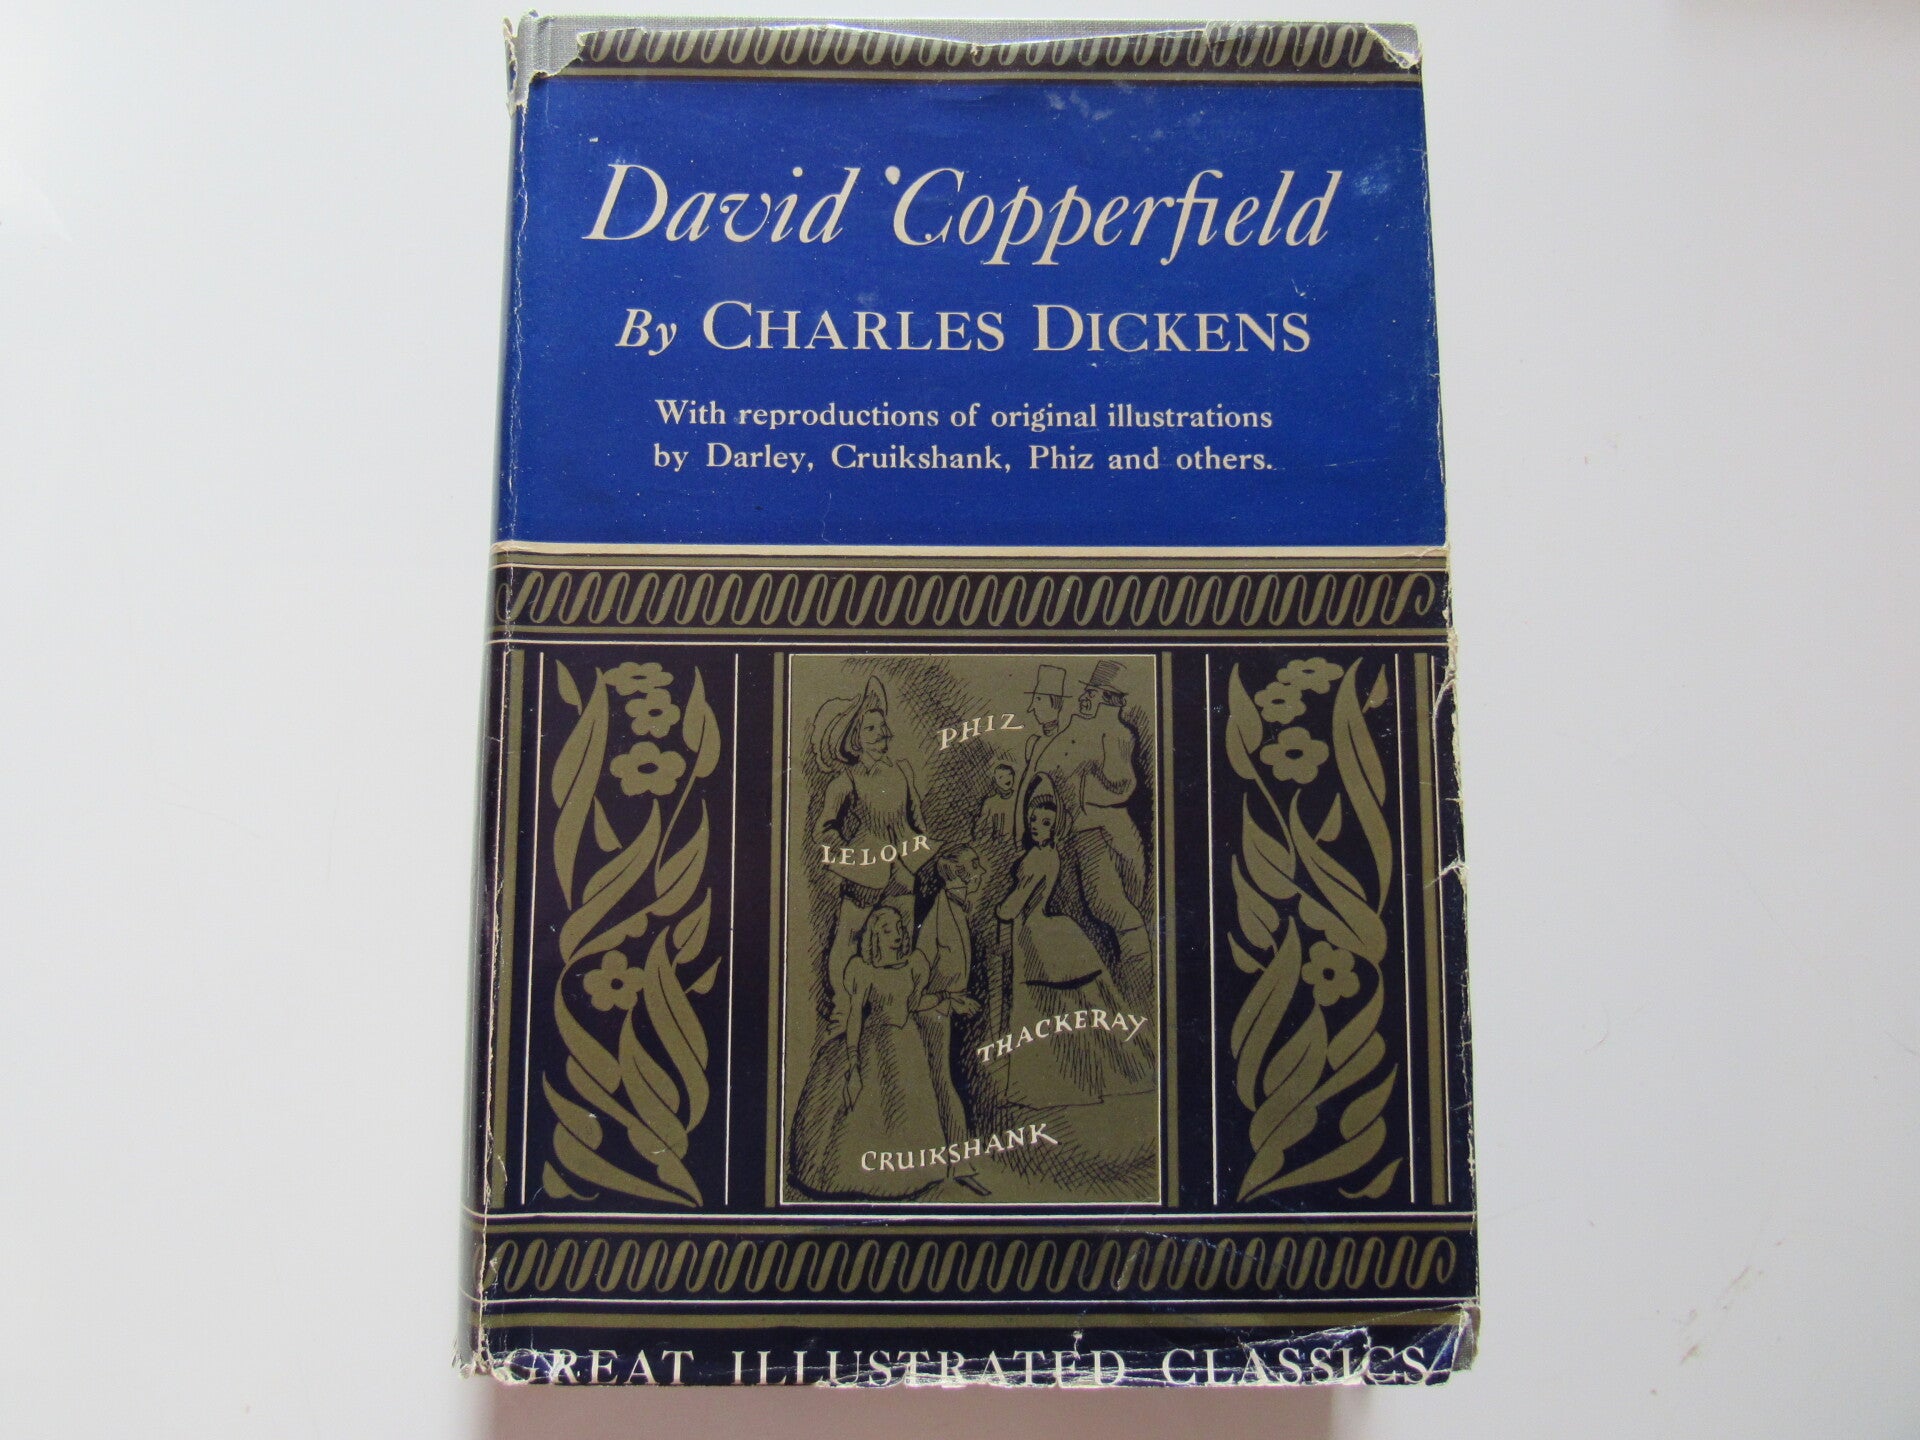 David Copperfield
By CHARLES DICKENS
With reproductions of original illustrations
by Darley, Cruikshank, Phiz and others.
PHIZ
LELOIR
THACKERAY
CRUIKSHANK
GREAT ILLUSTRATED CLASSICS